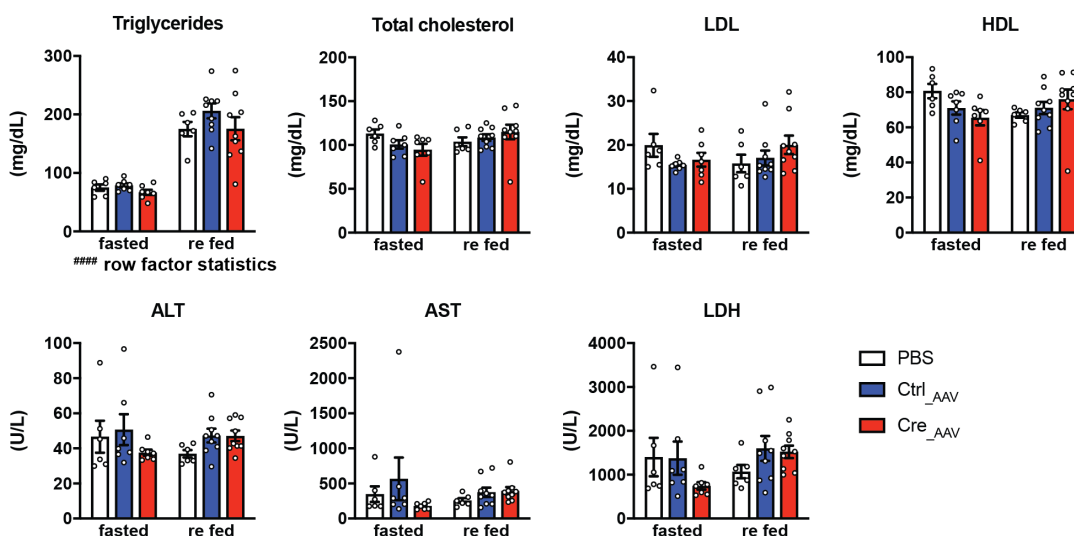 Triglycerides
300
200
100
0
(mg/dL)
fasted
re fed
#### row factor statistics
Total cholesterol
200
150
100
50
0
(mg/dL)
fasted
re fed
LDL
40
30
20
10
0
(mg/dL)
fasted
re fed
HDL
100
80
60
40
20
0
(mg/dL)
fasted
re fed
ALT
100
80
60
40
20
0
(U/L)
fasted
re fed
AST
2500
2000
1500
1000
500
0
(U/L)
fasted
re fed
LDH
4000
3000
2000
1000
0
(U/L)
fasted
re fed
PBS
Ctrl_AAV
Cre_AAV